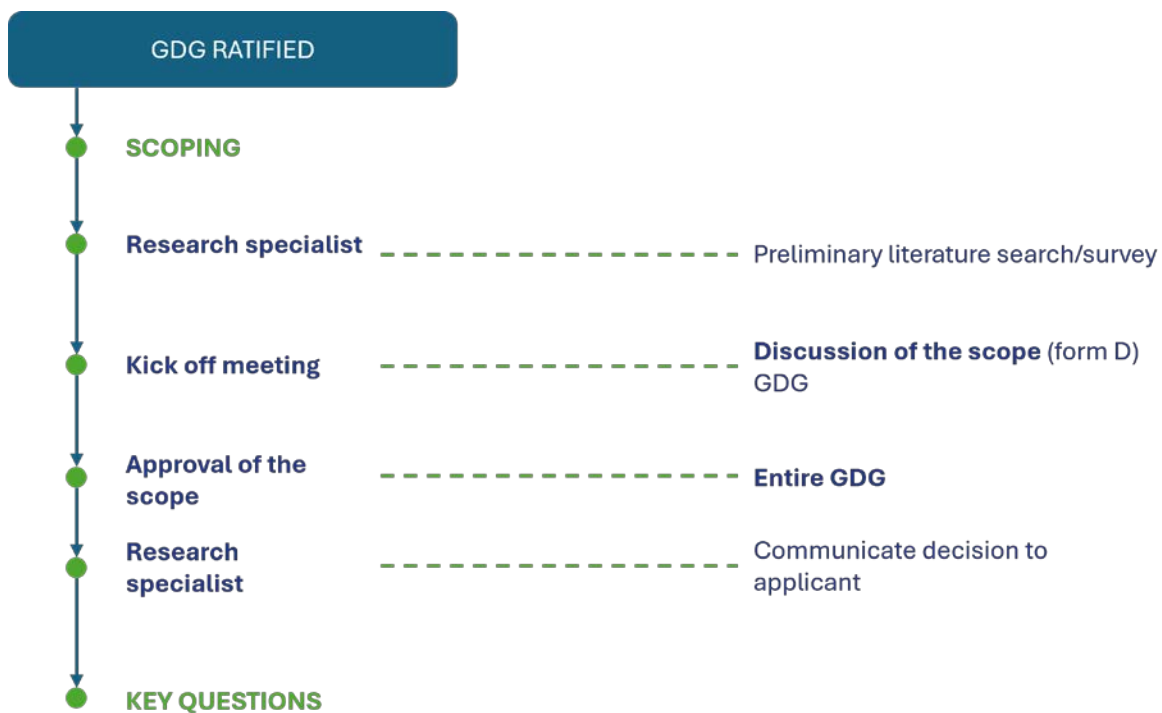 GDG RATIFIED
SCOPING
Research specialist
Preliminary literature search/survey
Kick off meeting
Discussion of the scope (form D)
GDG
Approval of the
scope
Entire GDG
Research
specialist
Communicate decision to
applicant
KEY QUESTIONS